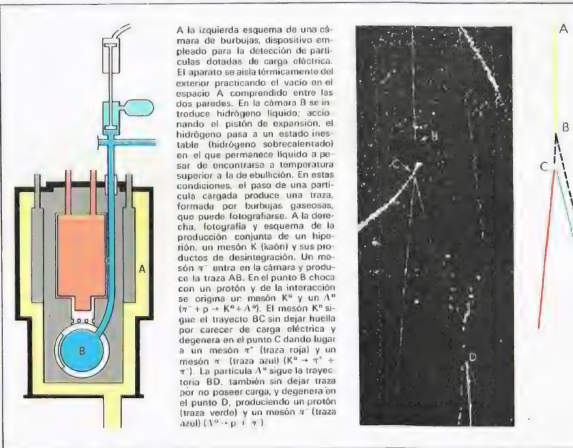 A la izquierda esquema de una cá-
mara de burbujas, dispositivo em-
pleado para la detección de partí-
culas dotadas de carga eléctrica.
El aparato se aísla térmicamente del
exterior practicando el vacío en el
espacio A comprendido entre las
dos paredes. En la cámara B se in-
troduce hidrógeno líquido; accio-
nando el pistón de expansión, el
hidrógeno pasa a un estado ines-
table (hidrógeno sobrecalentado)
en el que permanece líquido a pe-
sar de encontrarse a temperatura
superior a la de ebullición. En estas
condiciones, el paso de una partí-
cula cargada produce una traza,
formada por burbujas gaseosas,
que puede fotografiarse. A la dere-
cha, fotografía y esquema de la
producción conjunta de un hipe-
rión, un mesón K (kaón) y sus pro-
ductos de desintegración. Un me-
són π⁻ entra en la cámara y produ-
ce la traza AB. En el punto B choca
con un protón y de la interacción
se origina un mesón K⁰ y un Λ⁰
(π⁻ + p → K⁰ + Λ⁰). El mesón K⁰ si-
gue el trayecto BC sin dejar huella
por carecer de carga eléctrica y
degenera en el punto C dando lugar
a un mesón π⁺ (traza roja) y un
mesón π⁻ (traza azul) (K⁰ → π⁺ +
π⁻). La partícula Λ⁰ sigue la trayec-
toria BD, también sin dejar traza
por no poseer carga, y degenera en
el punto D, produciendo un protón
(traza verde) y un mesón π⁻ (traza
azul) (Λ⁰ → p + π⁻).
A
B
C
B
C
D
A
B
C